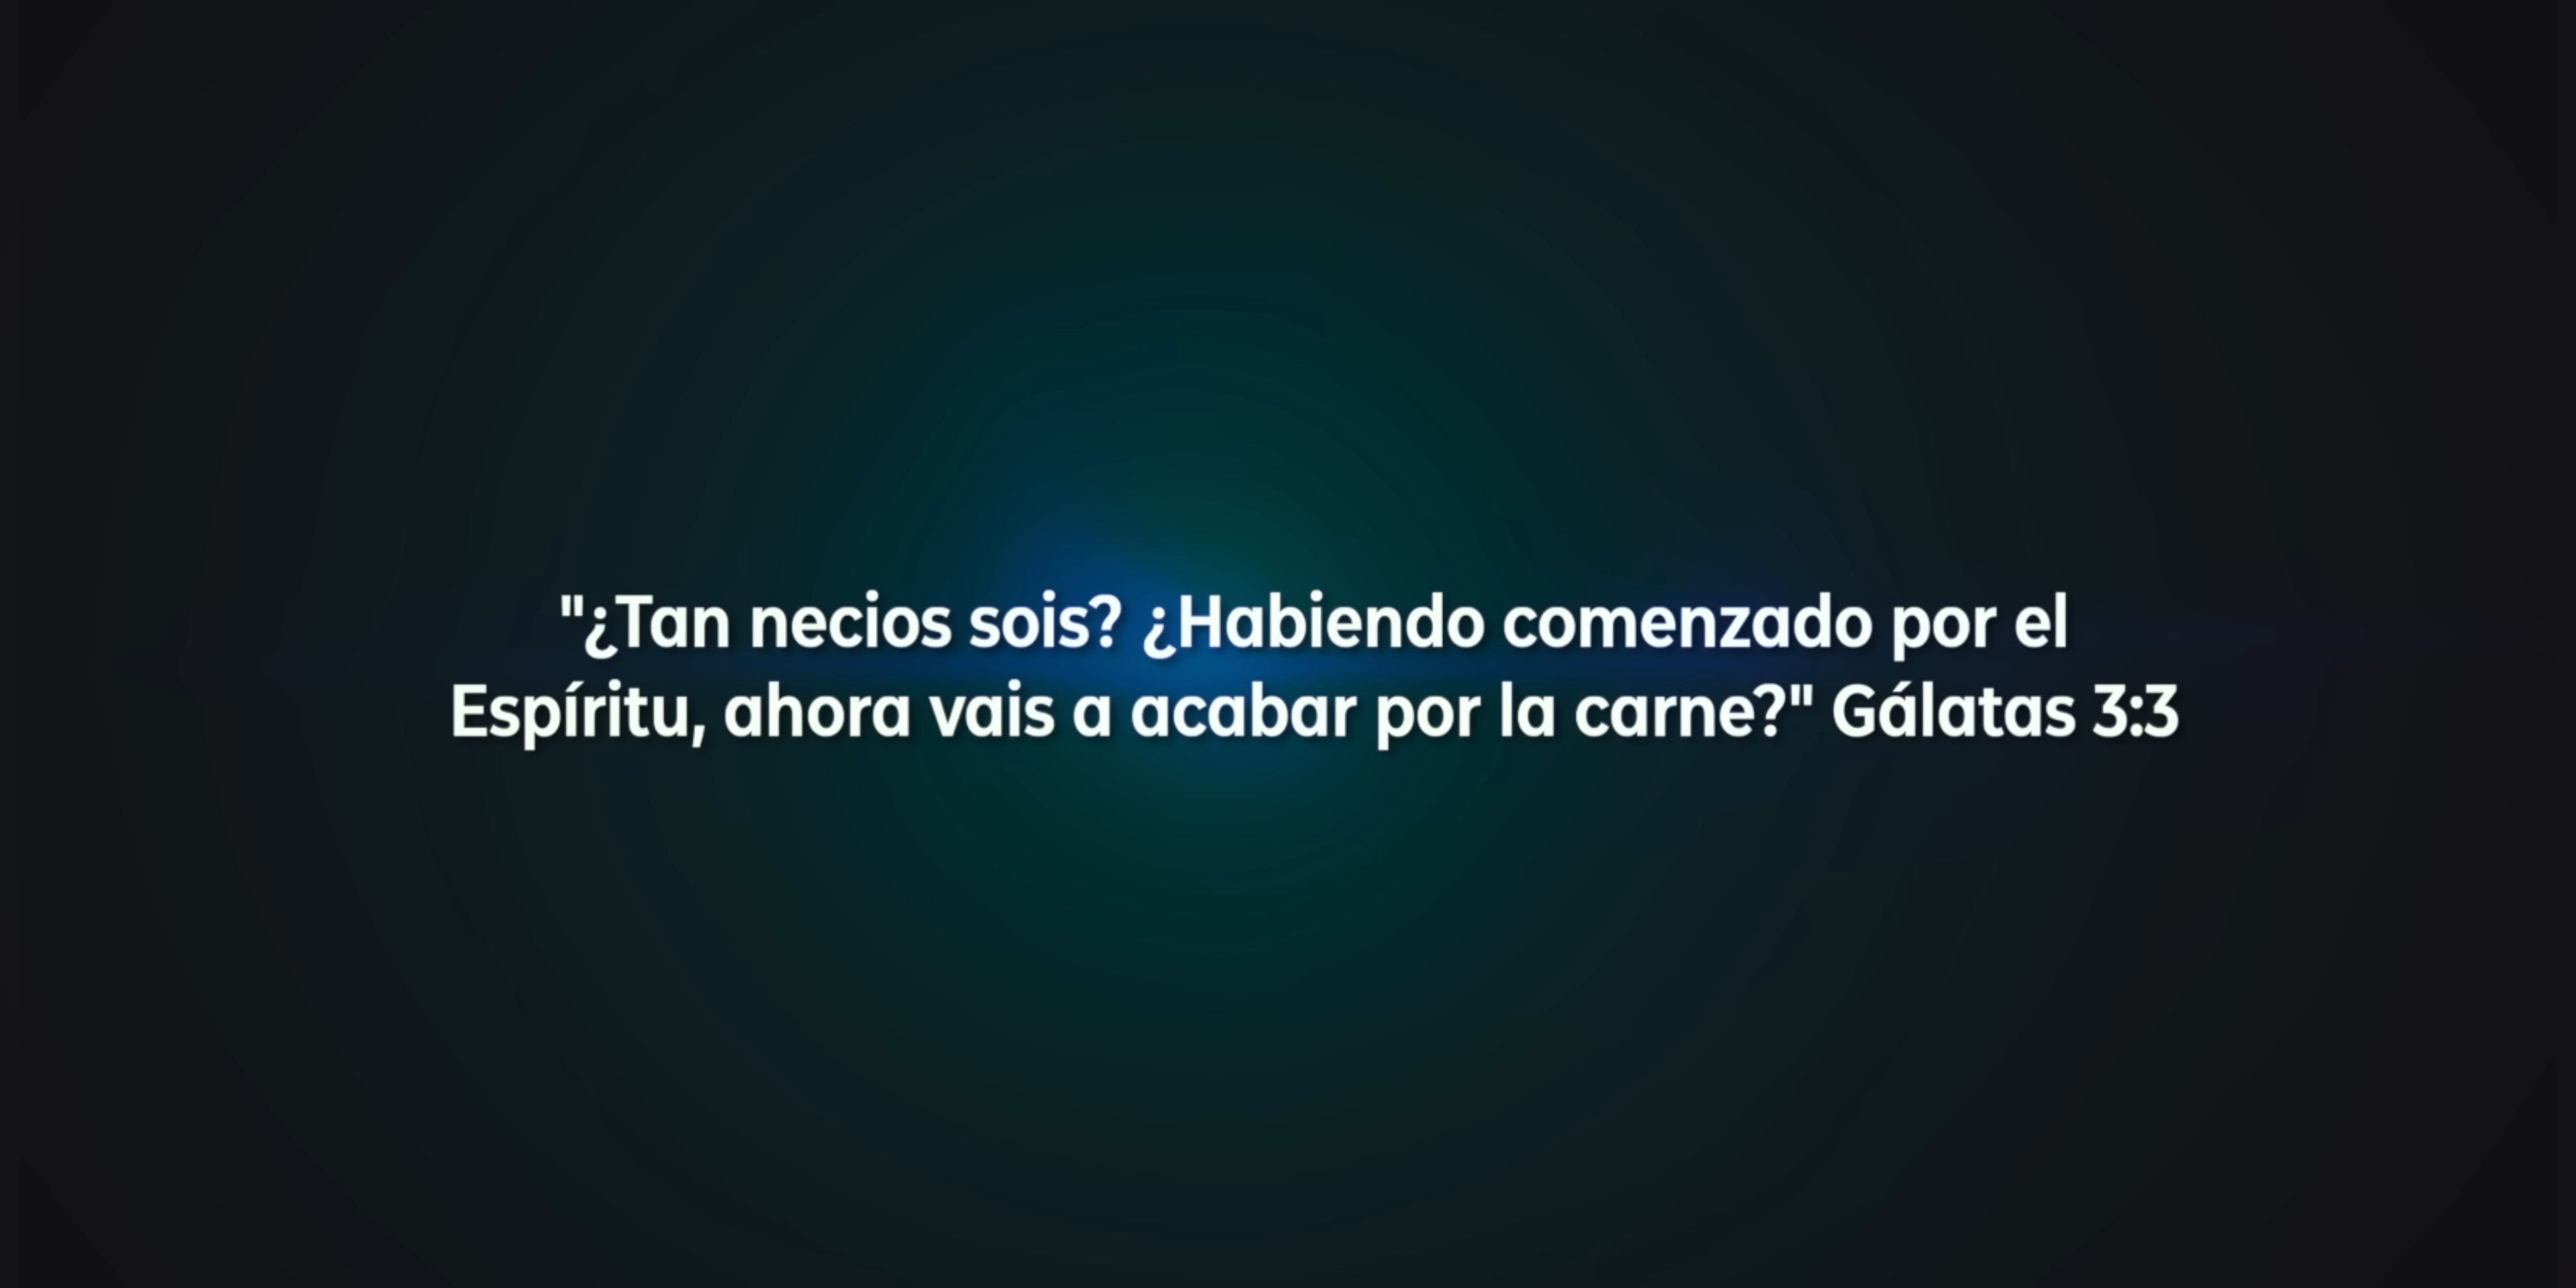 "¿Tan necios sois? ¿Habiendo comenzado por el
Espíritu, ahora vais a acabar por la carne?" Gálatas 3:3